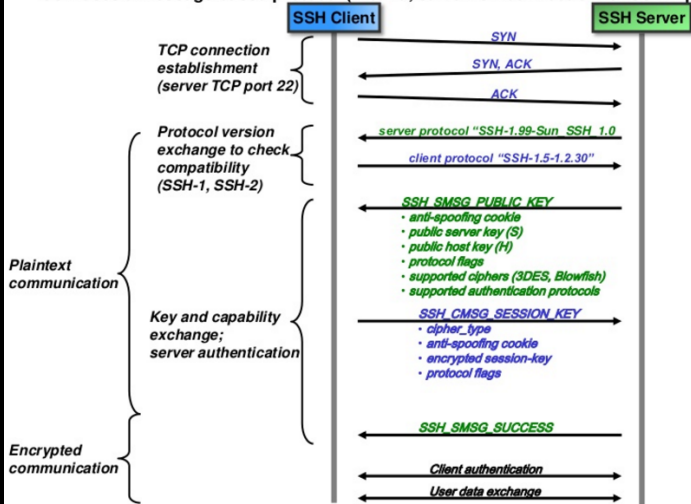 SSH Client
SSH Server
TCP connection
establishment
(server TCP port 22)
SYN
SYN, ACK
ACK
Protocol version
exchange to check
compatibility
(SSH-1, SSH-2)
server protocol “SSH-1.99-Sun_SSH_1.0
client protocol “SSH-1.5-1.2.30”
SSH_SMSG_PUBLIC_KEY
• anti-spoofing cookie
• public server key (S)
• public host key (H)
• protocol flags
• supported ciphers (3DES, Blowfish)
• supported authentication protocols
Plaintext
communication
Key and capability
exchange;
server authentication
SSH_CMSG_SESSION_KEY
• cipher_type
• anti-spoofing cookie
• encrypted session-key
• protocol flags
SSH_SMSG_SUCCESS
Encrypted
communication
Client authentication
User data exchange